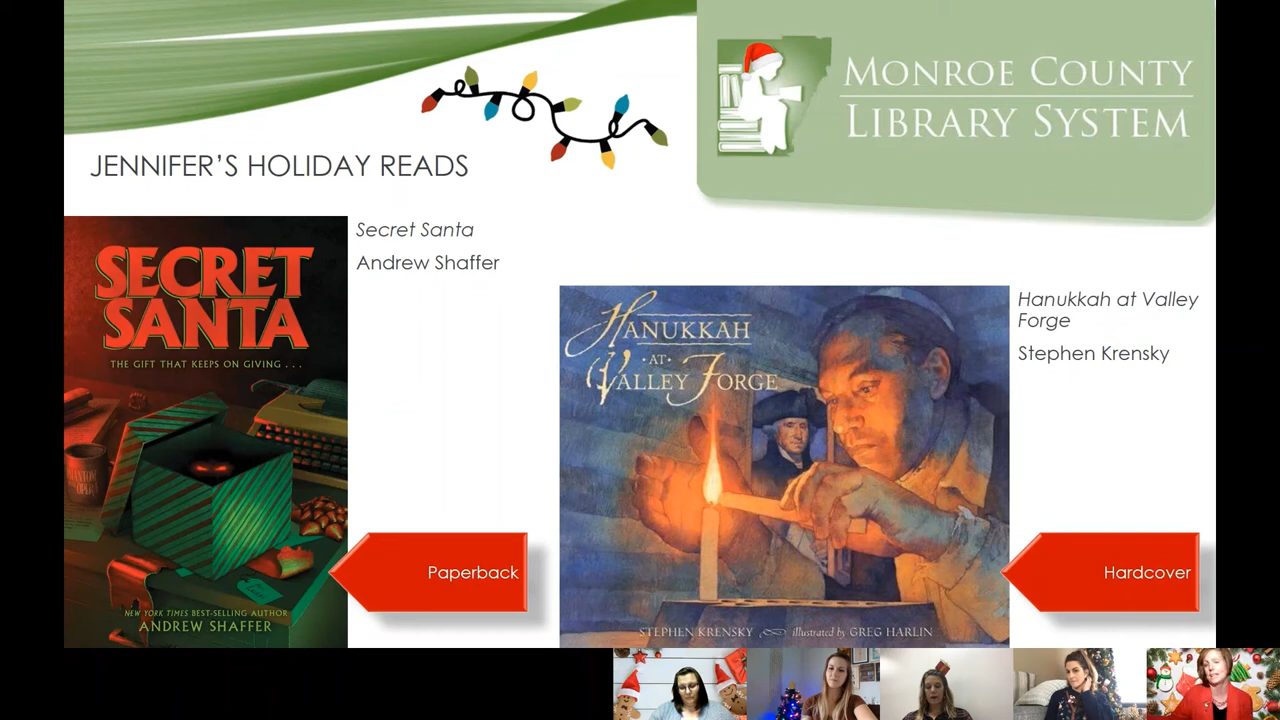 MONROE COUNTY
LIBRARY SYSTEM
JENNIFER'S HOLIDAY READS
SECRET
SANTA
THE GIFT THAT KEEPS ON GIVING . . .
NEW YORK TIMES BEST-SELLING AUTHOR
ANDREW SHAFFER
Secret Santa
Andrew Shaffer
Paperback
HANUKKAH
·AT·
VALLEY FORGE
STEPHEN KRENSKY illustrated by GREG HARLIN
Hanukkah at Valley
Forge
Stephen Krensky
Hardcover